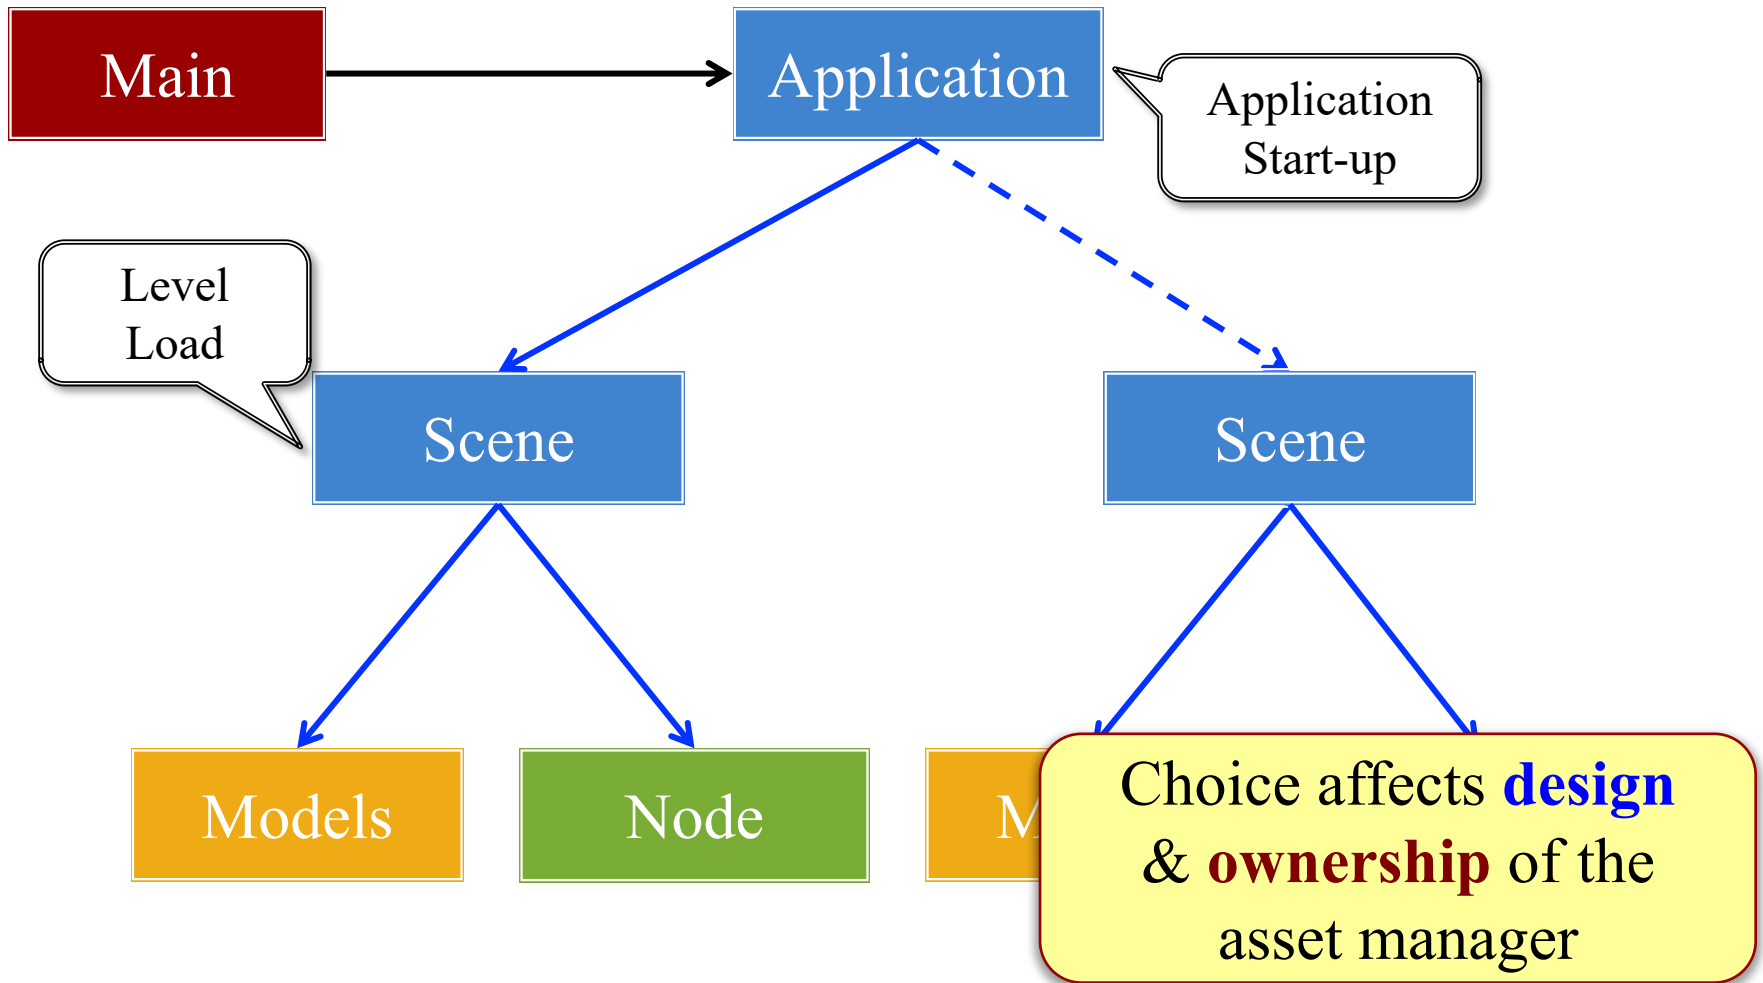 Main
Application
Application
Start-up
Level
Load
Scene
Scene
Models
Node
Choice affects design
& ownership of the
asset manager